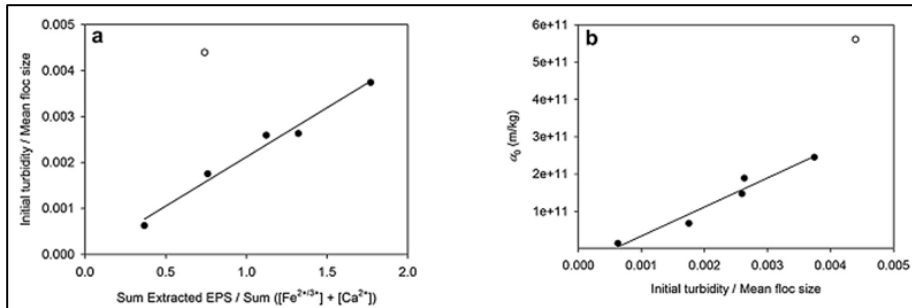 a
0.005
0.004
0.003
0.002
0.001
0.000
0.0 0.5 1.0 1.5 2.0
Initial turbidity / Mean floc size
Sum Extracted EPS / Sum ([Fe²⁺/³⁺] + [Ca²⁺])
b
6e+11
5e+11
4e+11
3e+11
2e+11
1e+11
0.000 0.001 0.002 0.003 0.004 0.005
α₀ (m/kg)
Initial turbidity / Mean floc size